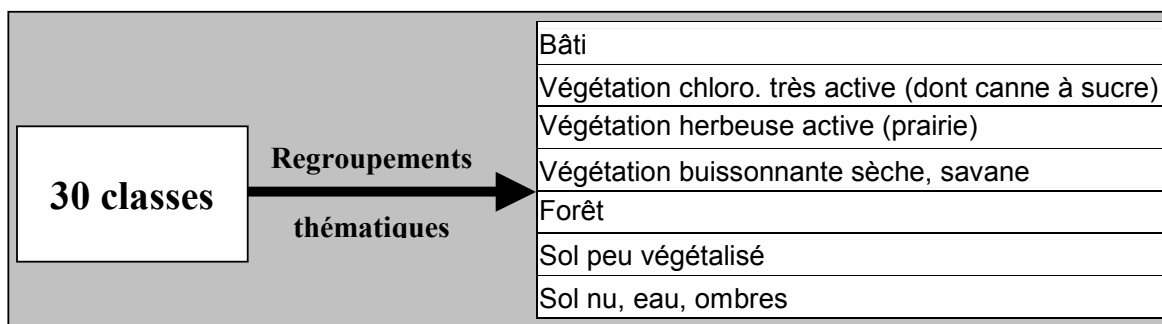 30 classes
Regroupements
thématiques
Bâti
Végétation chloro. très active (dont canne à sucre)
Végétation herbeuse active (prairie)
Végétation buissonnante sèche, savane
Forêt
Sol peu végétalisé
Sol nu, eau, ombres